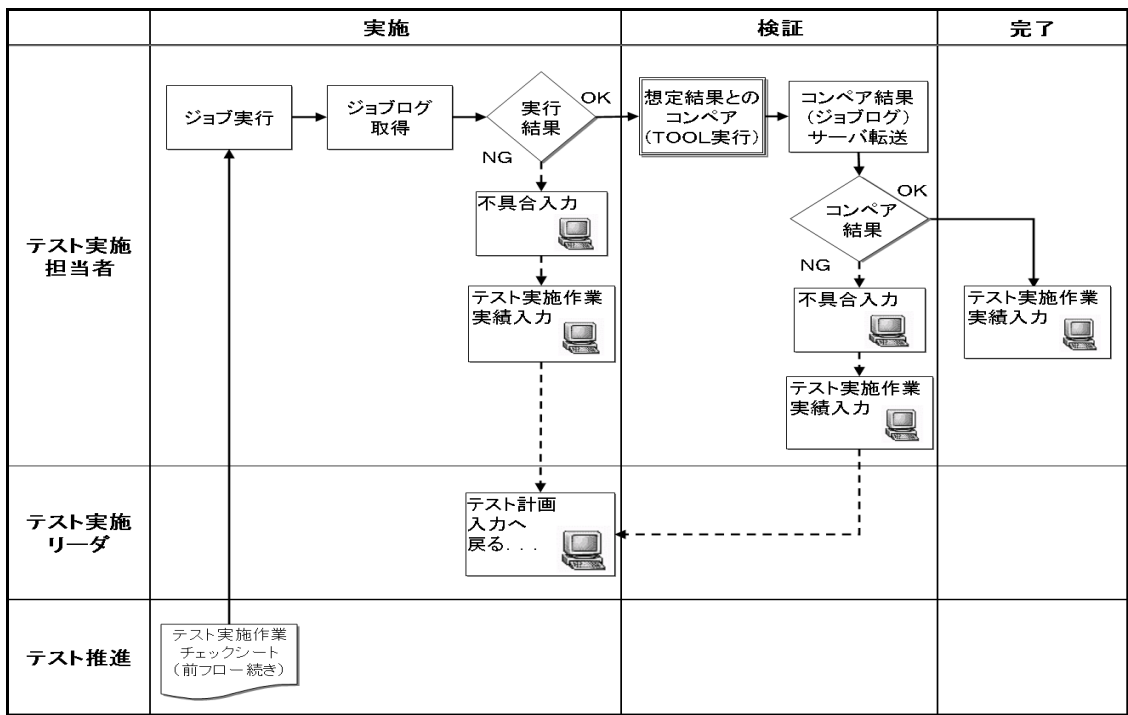 実施
検証
完了
テスト実施
担当者
ジョブ実行
ジョブログ
取得
実行
結果
OK
NG
不具合入力
テスト実施作業
実績入力
想定結果との
コンペア
(TOOL実行)
コンペア結果
(ジョブログ)
サーバ転送
コンペア
結果
OK
NG
不具合入力
テスト実施作業
実績入力
テスト実施作業
実績入力
テスト実施
リーダ
テスト計画
入力へ
戻る...
テスト推進
テスト実施作業
チェックシート
(前フロー続き)